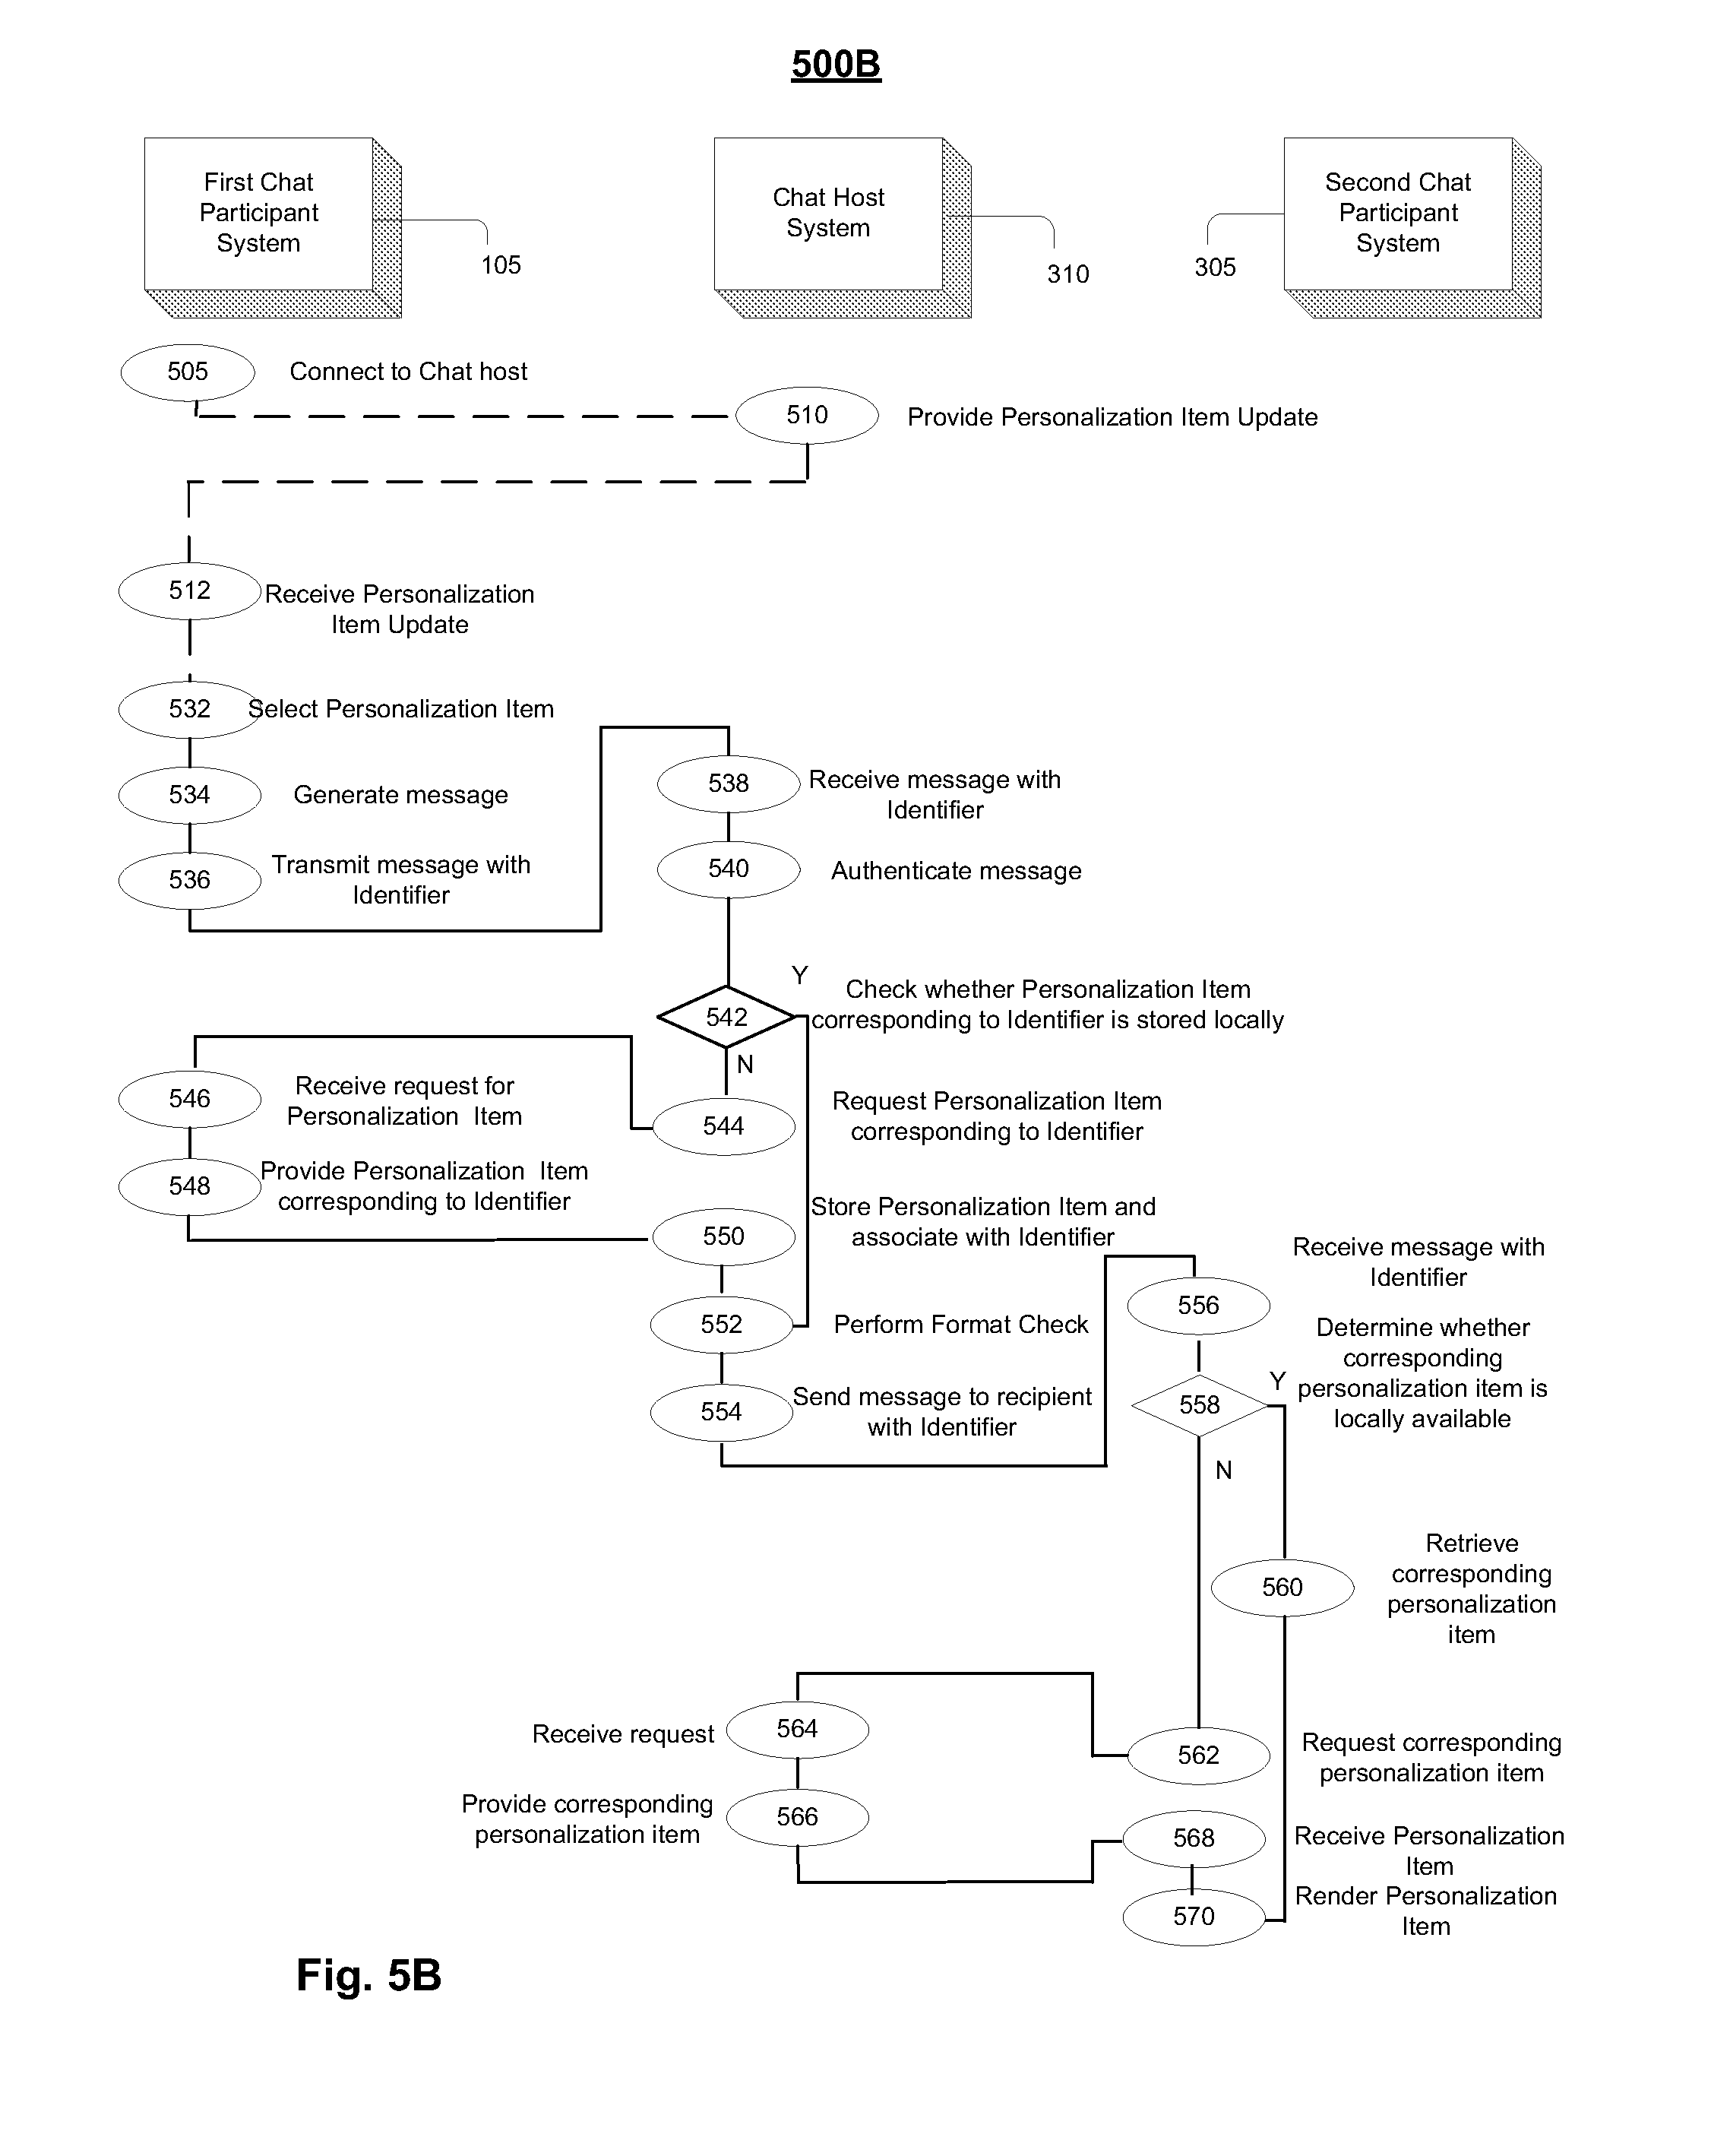 500B
First Chat
Participant
System
105
Chat Host
System
310
Second Chat
Participant
System
305
505
Connect to Chat host
510
Provide Personalization Item Update
512
Receive Personalization
Item Update
532
Select Personalization Item
534
Generate message
536
Transmit message with
Identifier
538
Receive message with
Identifier
540
Authenticate message
542
Y
N
Check whether Personalization Item
corresponding to Identifier is stored locally
544
Request Personalization Item
corresponding to Identifier
546
Receive request for
Personalization Item
548
Provide Personalization Item
corresponding to Identifier
550
Store Personalization Item and
associate with Identifier
552
Perform Format Check
554
Send message to recipient
with Identifier
556
Receive message with
Identifier
558
Y
N
Determine whether
corresponding
personalization item is
locally available
560
Retrieve
corresponding
personalization
item
562
Request corresponding
personalization item
564
Receive request
566
Provide corresponding
personalization item
568
Receive Personalization
Item
570
Render Personalization
Item
Fig. 5B